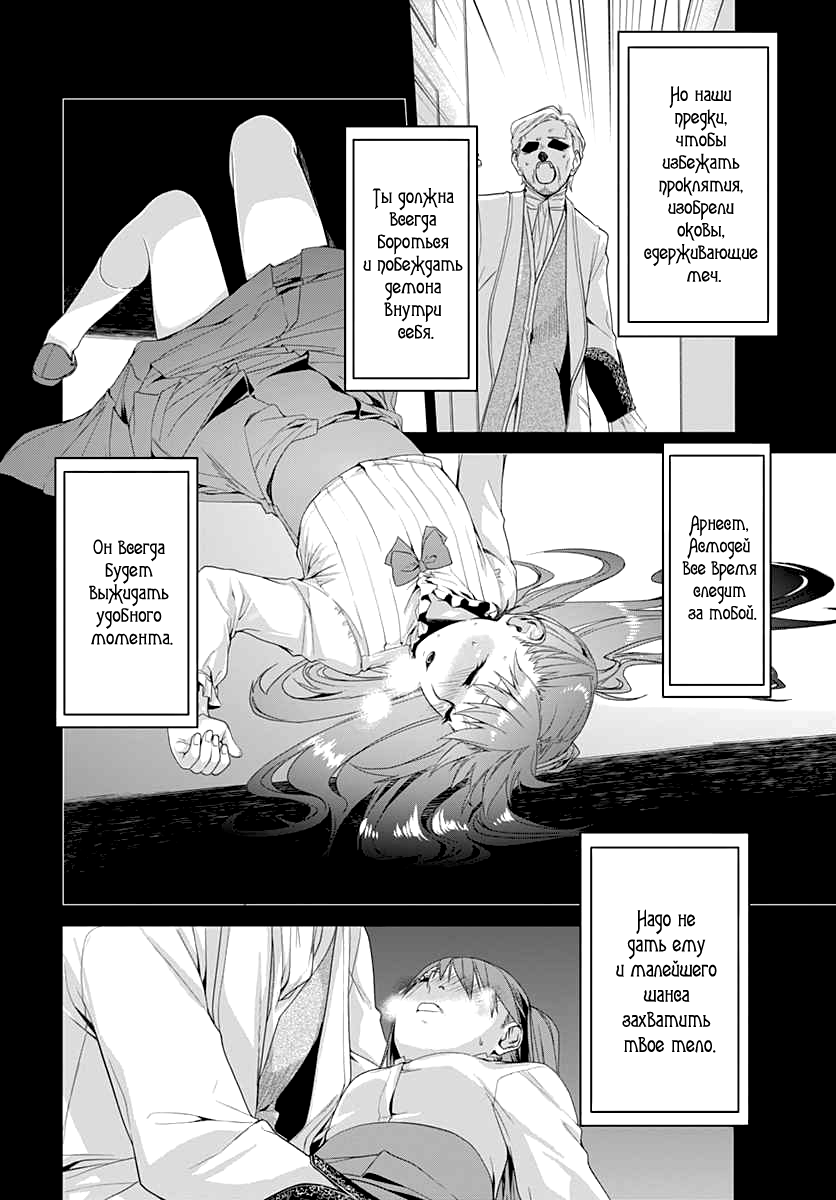 Но наши
предки,
чтобы
избежать
проклятия,
изобрели
оковы,
сдерживающие
меч.
Ты должна
всегда
бороться
и побеждать
демона
внутри
себя.
Арнест,
Асмодей
все время
следит
за тобой.
Он всегда
будет
выжидать
удобного
момента.
Надо не
дать ему
и малейшего
шанса
захватить
твое тело.